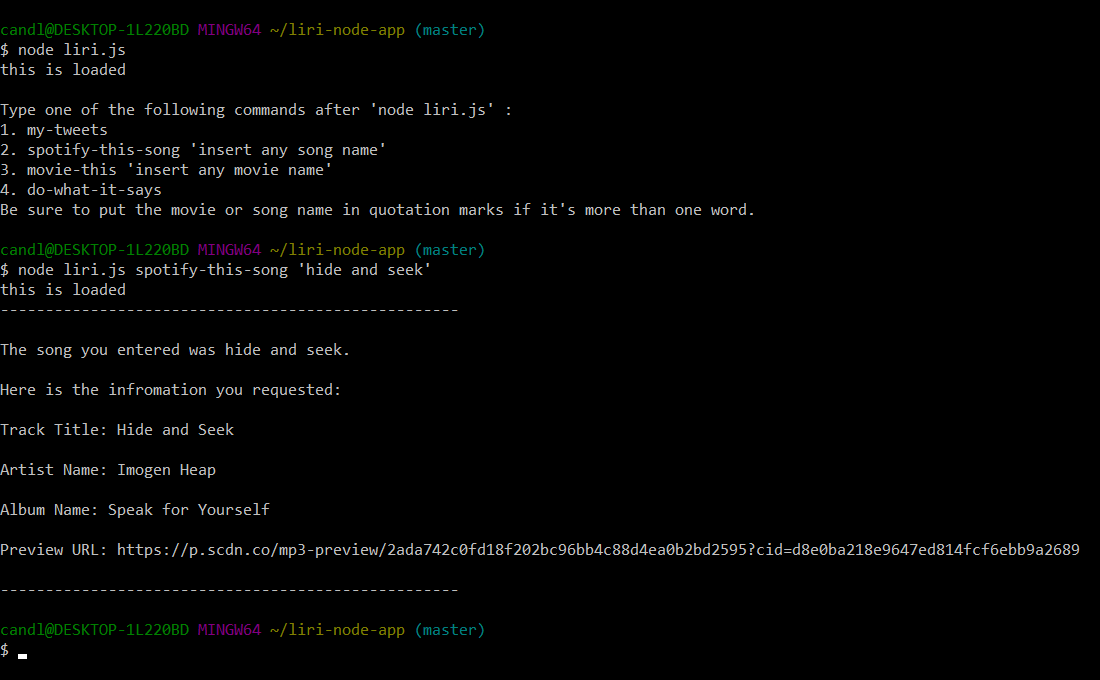 candl@DESKTOP-1L220BD MINGW64 ~/liri-node-app (master)
$ node liri.js
this is loaded
Type one of the following commands after 'node liri.js' :
1. my-tweets
2. spotify-this-song 'insert any song name'
3. movie-this 'insert any movie name'
4. do-what-it-says
Be sure to put the movie or song name in quotation marks if it's more than one word.
candl@DESKTOP-1L220BD MINGW64 ~/liri-node-app (master)
$ node liri.js spotify-this-song 'hide and seek'
this is loaded
---------------------------------------------------
The song you entered was hide and seek.
Here is the infromation you requested:
Track Title: Hide and Seek
Artist Name: Imogen Heap
Album Name: Speak for Yourself
Preview URL: https://p.scdn.co/mp3-preview/2ada742c0fd18f202bc96bb4c88d4ea0b2bd2595?cid=d8e0ba218e9647ed814fcf6ebb9a2689
---------------------------------------------------
candl@DESKTOP-1L220BD MINGW64 ~/liri-node-app (master)
$